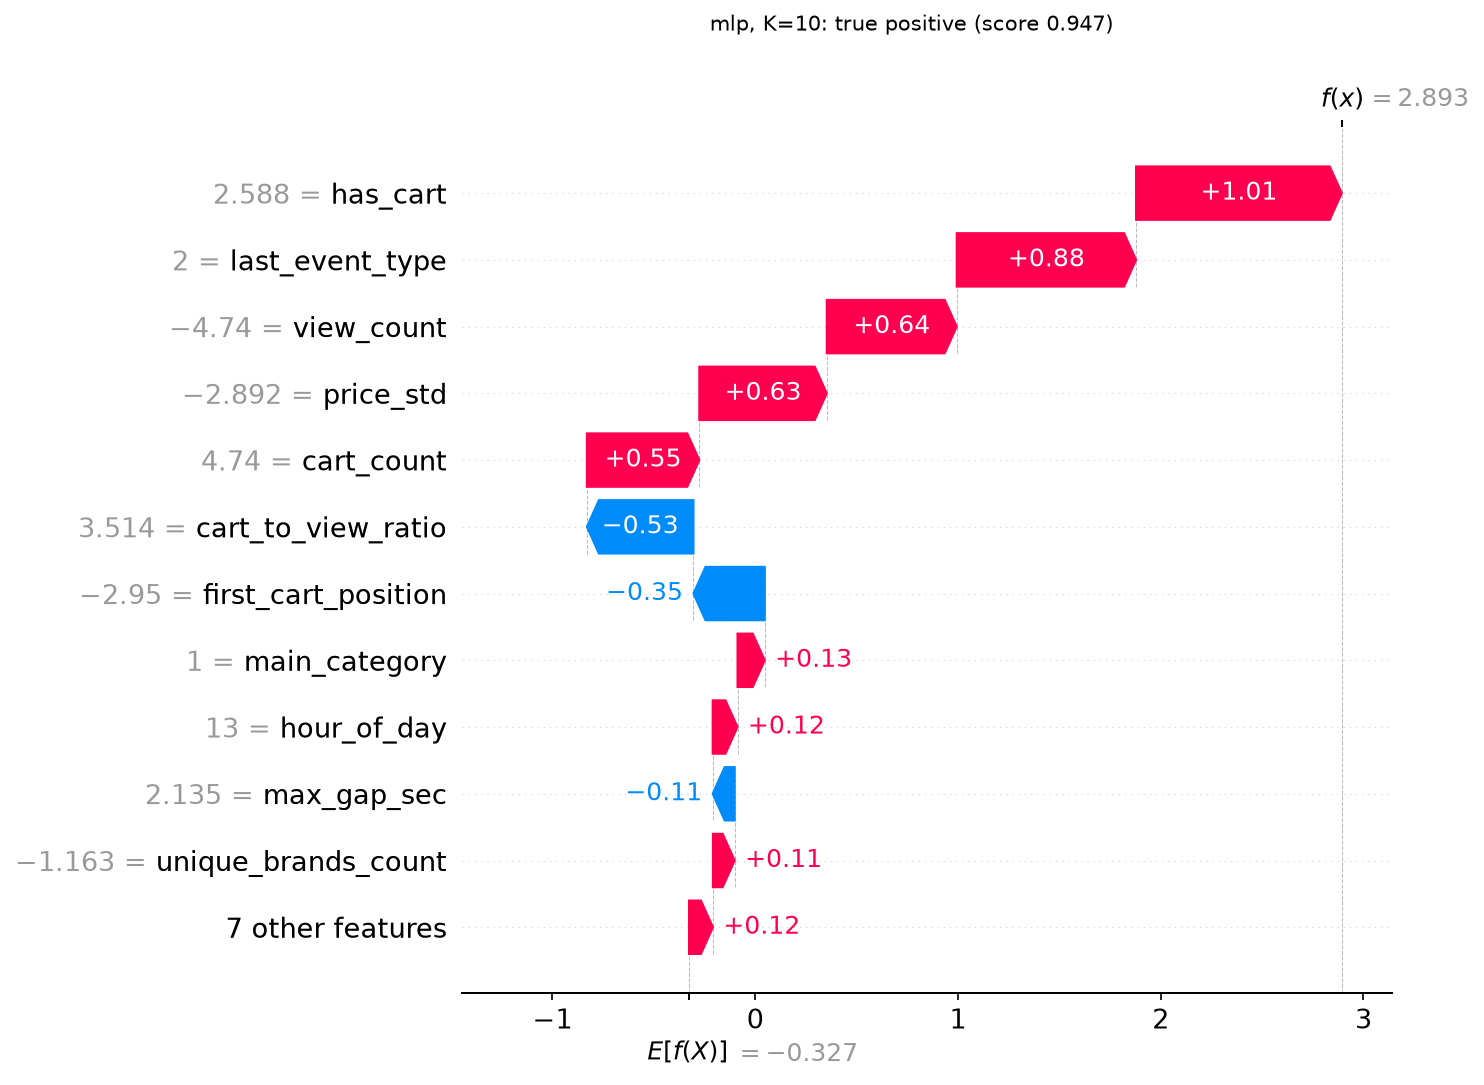 mlp, K=10: true positive (score 0.947)
f(x) = 2.893
2.588 = has_cart +1.01
2 = last_event_type +0.88
−4.74 = view_count +0.64
−2.892 = price_std +0.63
4.74 = cart_count +0.55
3.514 = cart_to_view_ratio −0.53
−2.95 = first_cart_position −0.35
1 = main_category +0.13
13 = hour_of_day +0.12
2.135 = max_gap_sec −0.11
−1.163 = unique_brands_count +0.11
7 other features +0.12
−1 0 1 2 3
E[f(X)] = −0.327